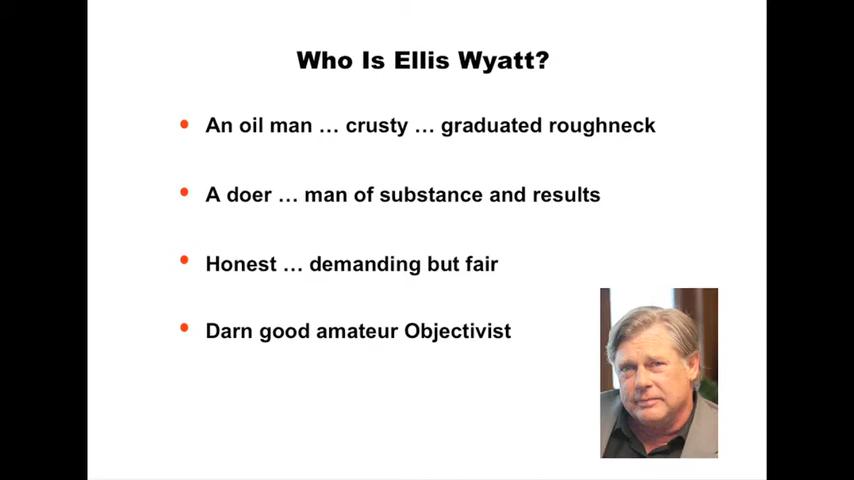 Who Is Ellis Wyatt?
An oil man … crusty … graduated roughneck
A doer … man of substance and results
Honest … demanding but fair
Darn good amateur Objectivist